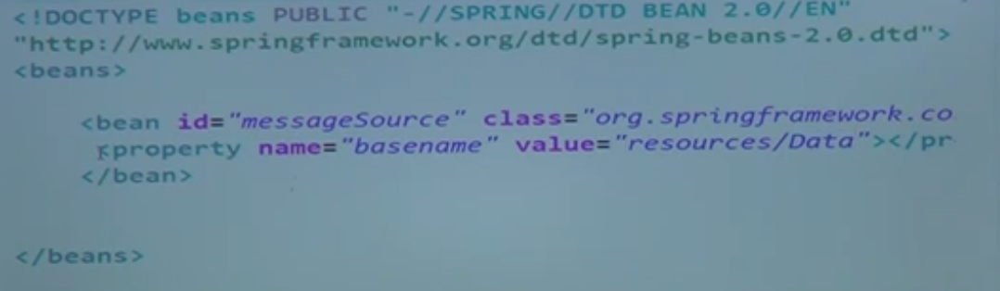 <!DOCTYPE beans PUBLIC "-//SPRING//DTD BEAN 2.0//EN"
"http://www.springframework.org/dtd/spring-beans-2.0.dtd">
<beans>
<bean id="messageSource" class="org.springframework.co
<property name="basename" value="resources/Data"></pr
</bean>
</beans>